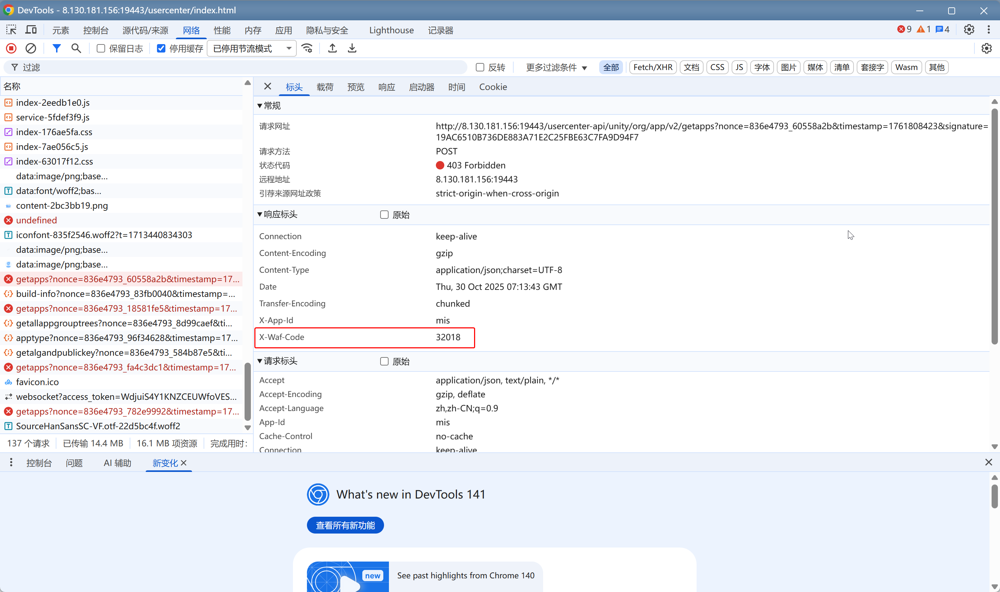 DevTools - 8.130.181.156:19443/usercenter/index.html
元素 控制台 源代码/来源 网络 性能 内存 应用 隐私与安全 Lighthouse 记录器 9 1 4
保留日志 停用缓存 已停用节流模式
过滤 反转 更多过滤条件 全部 Fetch/XHR 文档 CSS JS 字体 图片 媒体 清单 套接字 Wasm 其他
名称
index-2eedb1e0.js
service-5fdef3f9.js
index-176ae5fa.css
index-7ae056c5.js
index-63017f12.css
data:image/png;base...
data:font/woff2;bas...
content-2bc3bb19.png
undefined
iconfont-835f2546.woff2?t=1713440834303
data:image/png;base...
data:image/png;base...
getapps?nonce=836e4793_60558a2b&timestamp=17...
build-info?nonce=836e4793_83fb0040&timestamp=...
getapps?nonce=836e4793_18581fe5&timestamp=17...
getallappgrouptrees?nonce=836e4793_8d99caef&ti...
apptype?nonce=836e4793_96f34628&timestamp=17...
getalgandpublickey?nonce=836e4793_584b87e5&ti...
getapps?nonce=836e4793_fa4c3dc1&timestamp=17...
favicon.ico
websocket?access_token=WdjuiS4Y1KNZCEUWfoVES...
getapps?nonce=836e4793_782e9992&timestamp=17...
SourceHanSansSC-VF.otf-22d5bc4f.woff2
137 个请求 已传输 14.4 MB 16.1 MB 项资源 完成用时:
标头 载荷 预览 响应 启动器 时间 Cookie
常规
请求网址 http://8.130.181.156:19443/usercenter-api/unity/org/app/v2/getapps?nonce=836e4793_60558a2b&timestamp=1761808423&signature=
19AC6510B736DE883A71E2C25FBE63C7FA9D94F7
请求方法 POST
状态代码 403 Forbidden
远程地址 8.130.181.156:19443
引荐来源网址政策 strict-origin-when-cross-origin
响应标头 原始
Connection keep-alive
Content-Encoding gzip
Content-Type application/json;charset=UTF-8
Date Thu, 30 Oct 2025 07:13:43 GMT
Transfer-Encoding chunked
X-App-Id mis
X-Waf-Code 32018
请求标头 原始
Accept application/json, text/plain, */*
Accept-Encoding gzip, deflate
Accept-Language zh,zh-CN;q=0.9
App-Id mis
Cache-Control no-cache
Connection keep-alive
控制台 问题 AI 辅助 新变化
What's new in DevTools 141
查看所有新功能
new
See past highlights from Chrome 140